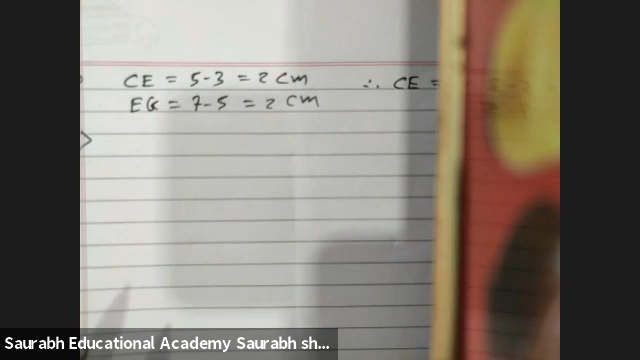 CE = 5-3 = 2 cm ∴ CE =
EG = 7-5 = 2 cm
Saurabh Educational Academy Saurabh sh...